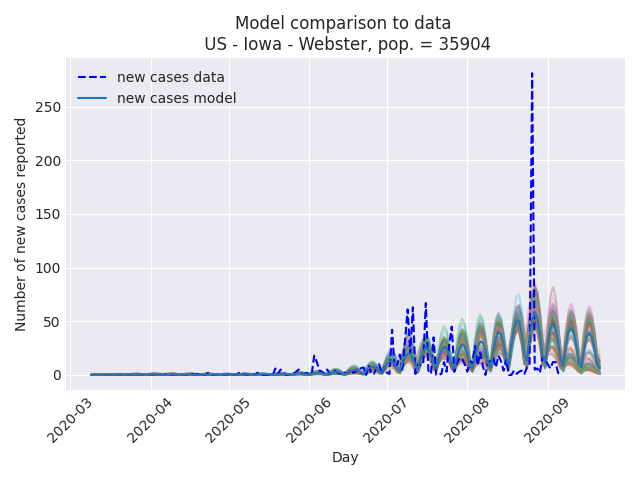 Model comparison to data
US - Iowa - Webster, pop. = 35904
new cases data
new cases model
Number of new cases reported
250
200
150
100
50
0
2020-03
2020-04
2020-05
2020-06
2020-07
2020-08
2020-09
Day